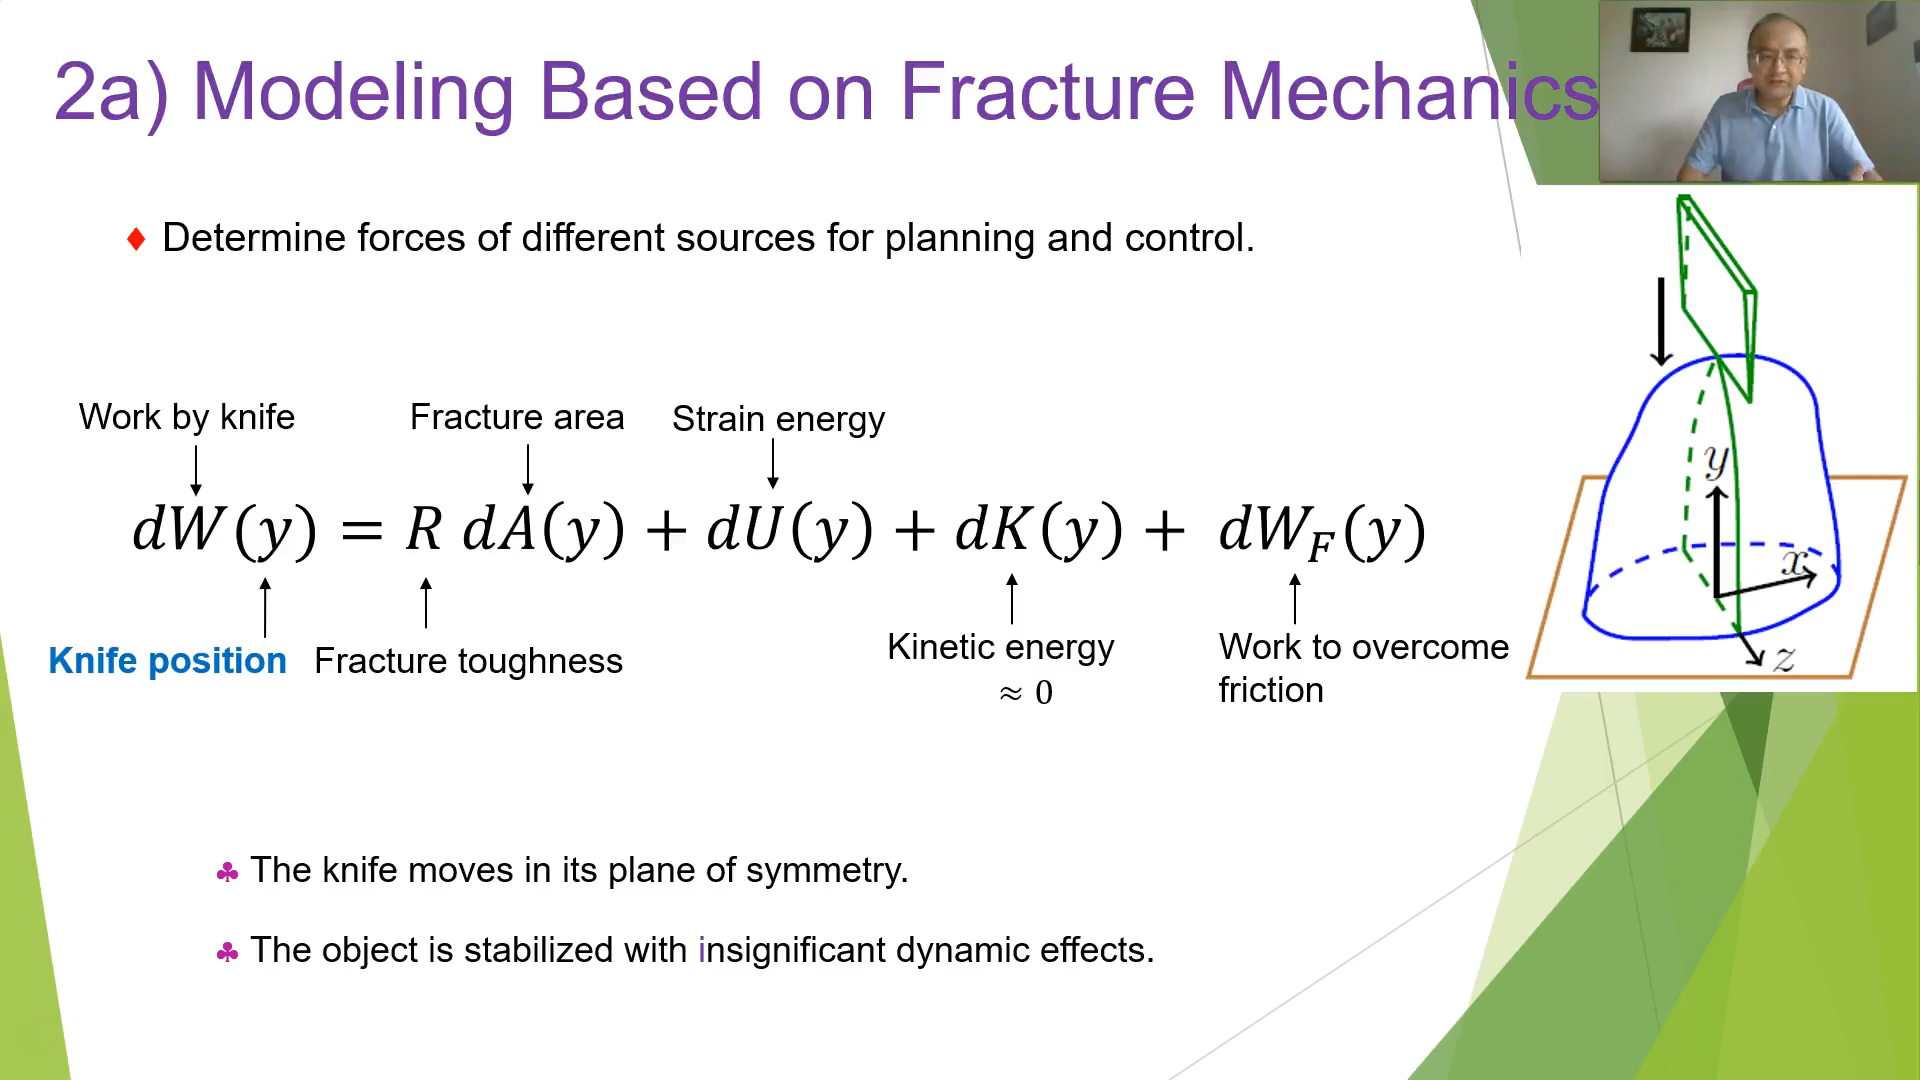 2a) Modeling Based on Fracture Mechanics
♦ Determine forces of different sources for planning and control.
Work by knife
Fracture area
Strain energy
dW(y) = R dA(y) + dU(y) + dK(y) + dW_F(y)
Knife position
Fracture toughness
Kinetic energy
≈ 0
Work to overcome
friction
y
x
z
♣ The knife moves in its plane of symmetry.
♣ The object is stabilized with insignificant dynamic effects.